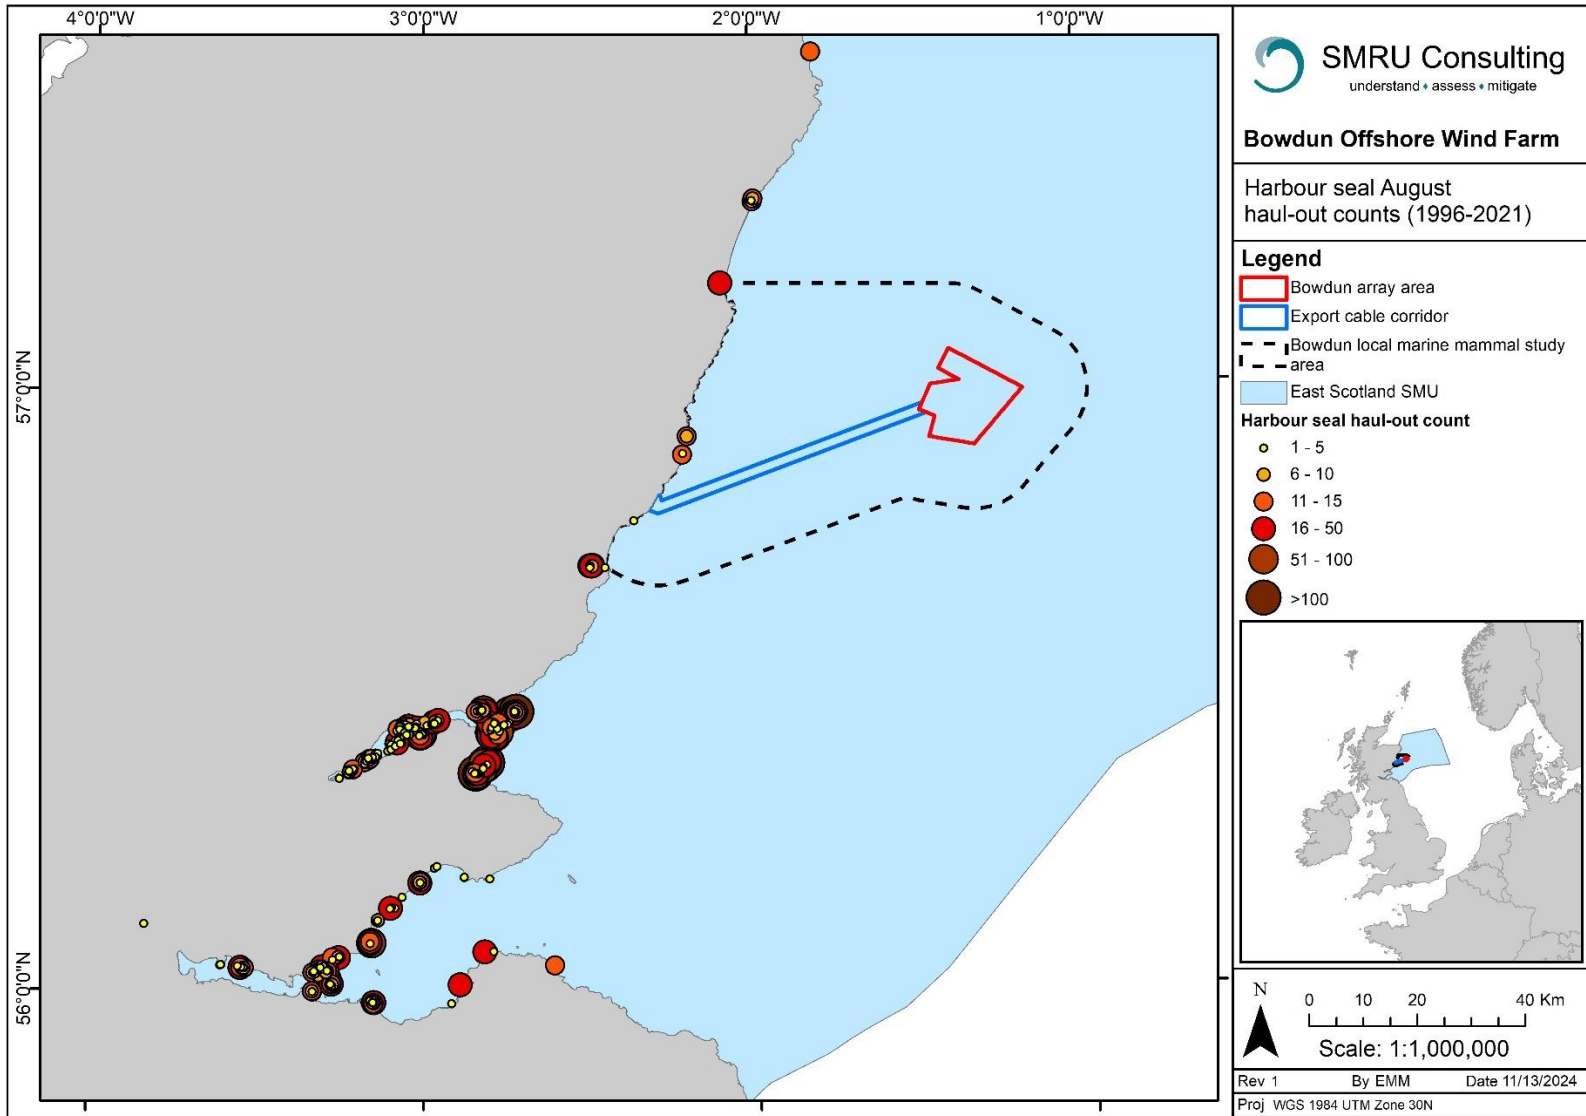 4°0'0"W
3°0'0"W
2°0'0"W
1°0'0"W
57°0'0"N
56°0'0"N
SMRU Consulting
understand ♦ assess ♦ mitigate
Bowdun Offshore Wind Farm
Harbour seal August
haul-out counts (1996-2021)
Legend
Bowdun array area
Export cable corridor
Bowdun local marine mammal study
area
East Scotland SMU
Harbour seal haul-out count
1 - 5
6 - 10
11 - 15
16 - 50
51 - 100
>100
N
0 10 20 40 Km
Scale: 1:1,000,000
Rev 1 By EMM Date 11/13/2024
Proj WGS 1984 UTM Zone 30N